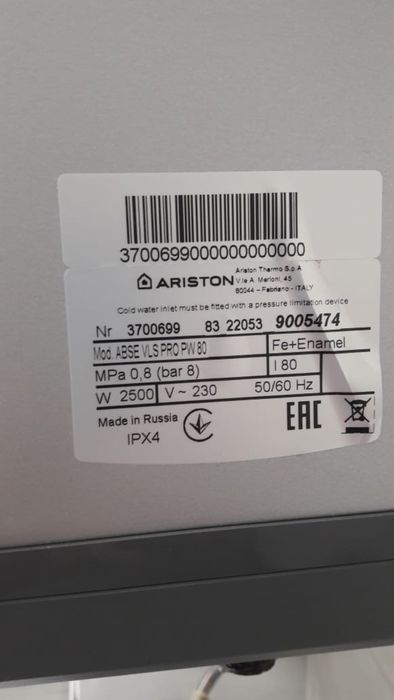 3700699000000000000
ARISTON
Ariston Thermo S.p.A.
V.le A. Merloni, 45
60044 - Fabriano - ITALY
Cold water inlet must be fitted with a pressure limitation device
Nr 3700699 83 22053 9005474
Mod. ABSE VLS PRO PW 80 Fe+Enamel
MPa 0,8 (bar 8) l 80
W 2500 V ~ 230 50/60 Hz
Made in Russia
IPX4
EAC